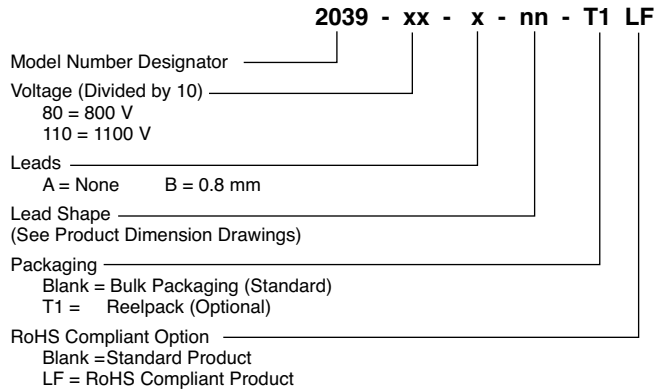 2039 - xx - x - nn - T1 LF
Model Number Designator
Voltage (Divided by 10)
80 = 800 V
110 = 1100 V
Leads
A = None B = 0.8 mm
Lead Shape
(See Product Dimension Drawings)
Packaging
Blank = Bulk Packaging (Standard)
T1 = Reelpack (Optional)
RoHS Compliant Option
Blank =Standard Product
LF = RoHS Compliant Product